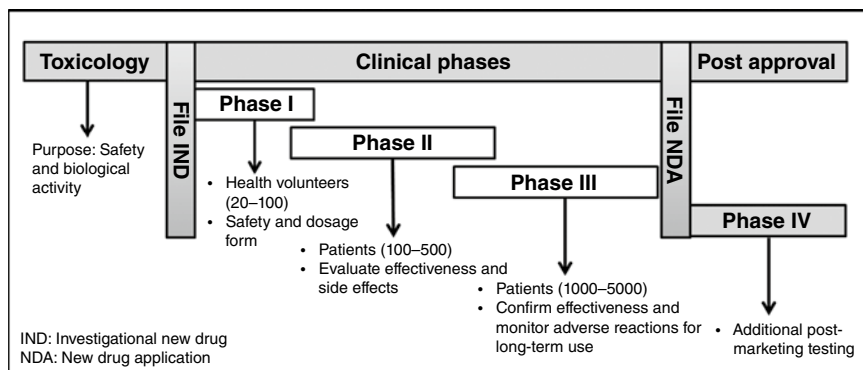 Toxicology
Clinical phases
Post approval
File IND
File NDA
Phase I
Phase II
Phase III
Phase IV
Purpose: Safety
and biological
activity
• Health volunteers
(20–100)
• Safety and dosage
form
• Patients (100–500)
• Evaluate effectiveness and
side effects
• Patients (1000–5000)
• Confirm effectiveness and
monitor adverse reactions for
long-term use
• Additional post-
marketing testing
IND: Investigational new drug
NDA: New drug application